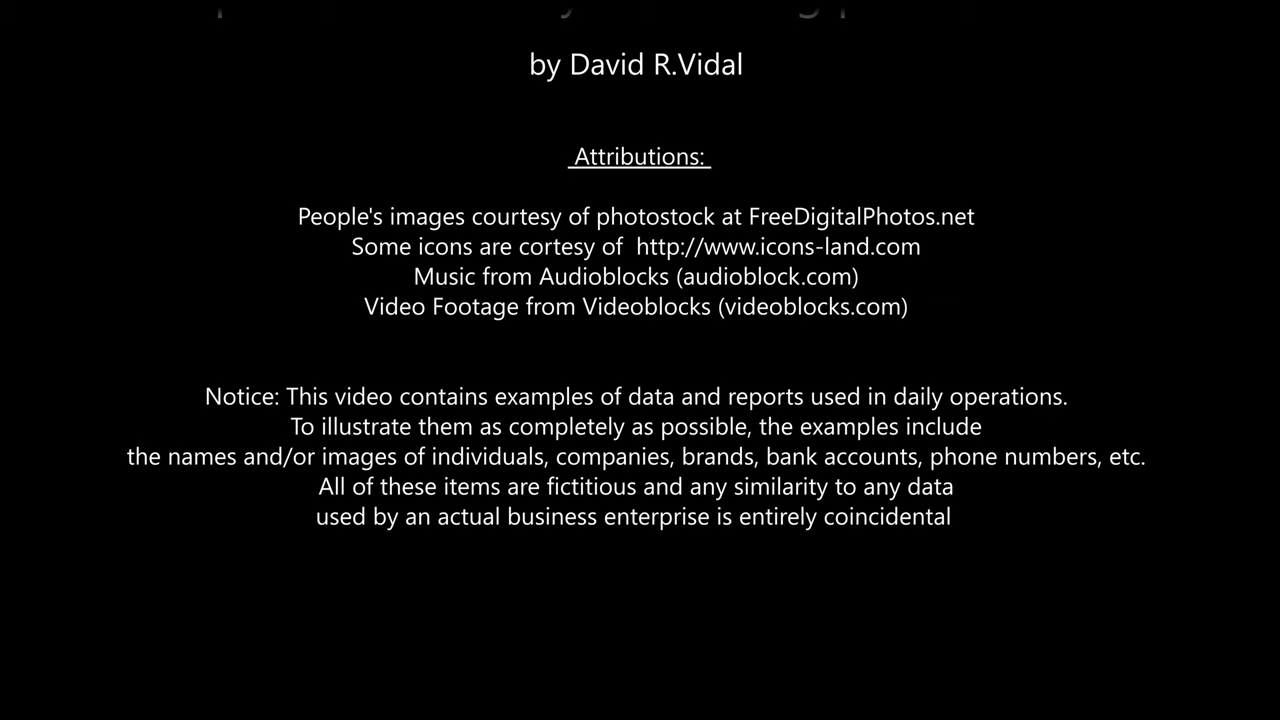 by David R.Vidal
Attributions:
People's images courtesy of photostock at FreeDigitalPhotos.net
Some icons are cortesy of  http://www.icons-land.com
Music from Audioblocks (audioblock.com)
Video Footage from Videoblocks (videoblocks.com)
Notice: This video contains examples of data and reports used in daily operations.
To illustrate them as completely as possible, the examples include
the names and/or images of individuals, companies, brands, bank accounts, phone numbers, etc.
All of these items are fictitious and any similarity to any data
used by an actual business enterprise is entirely coincidental